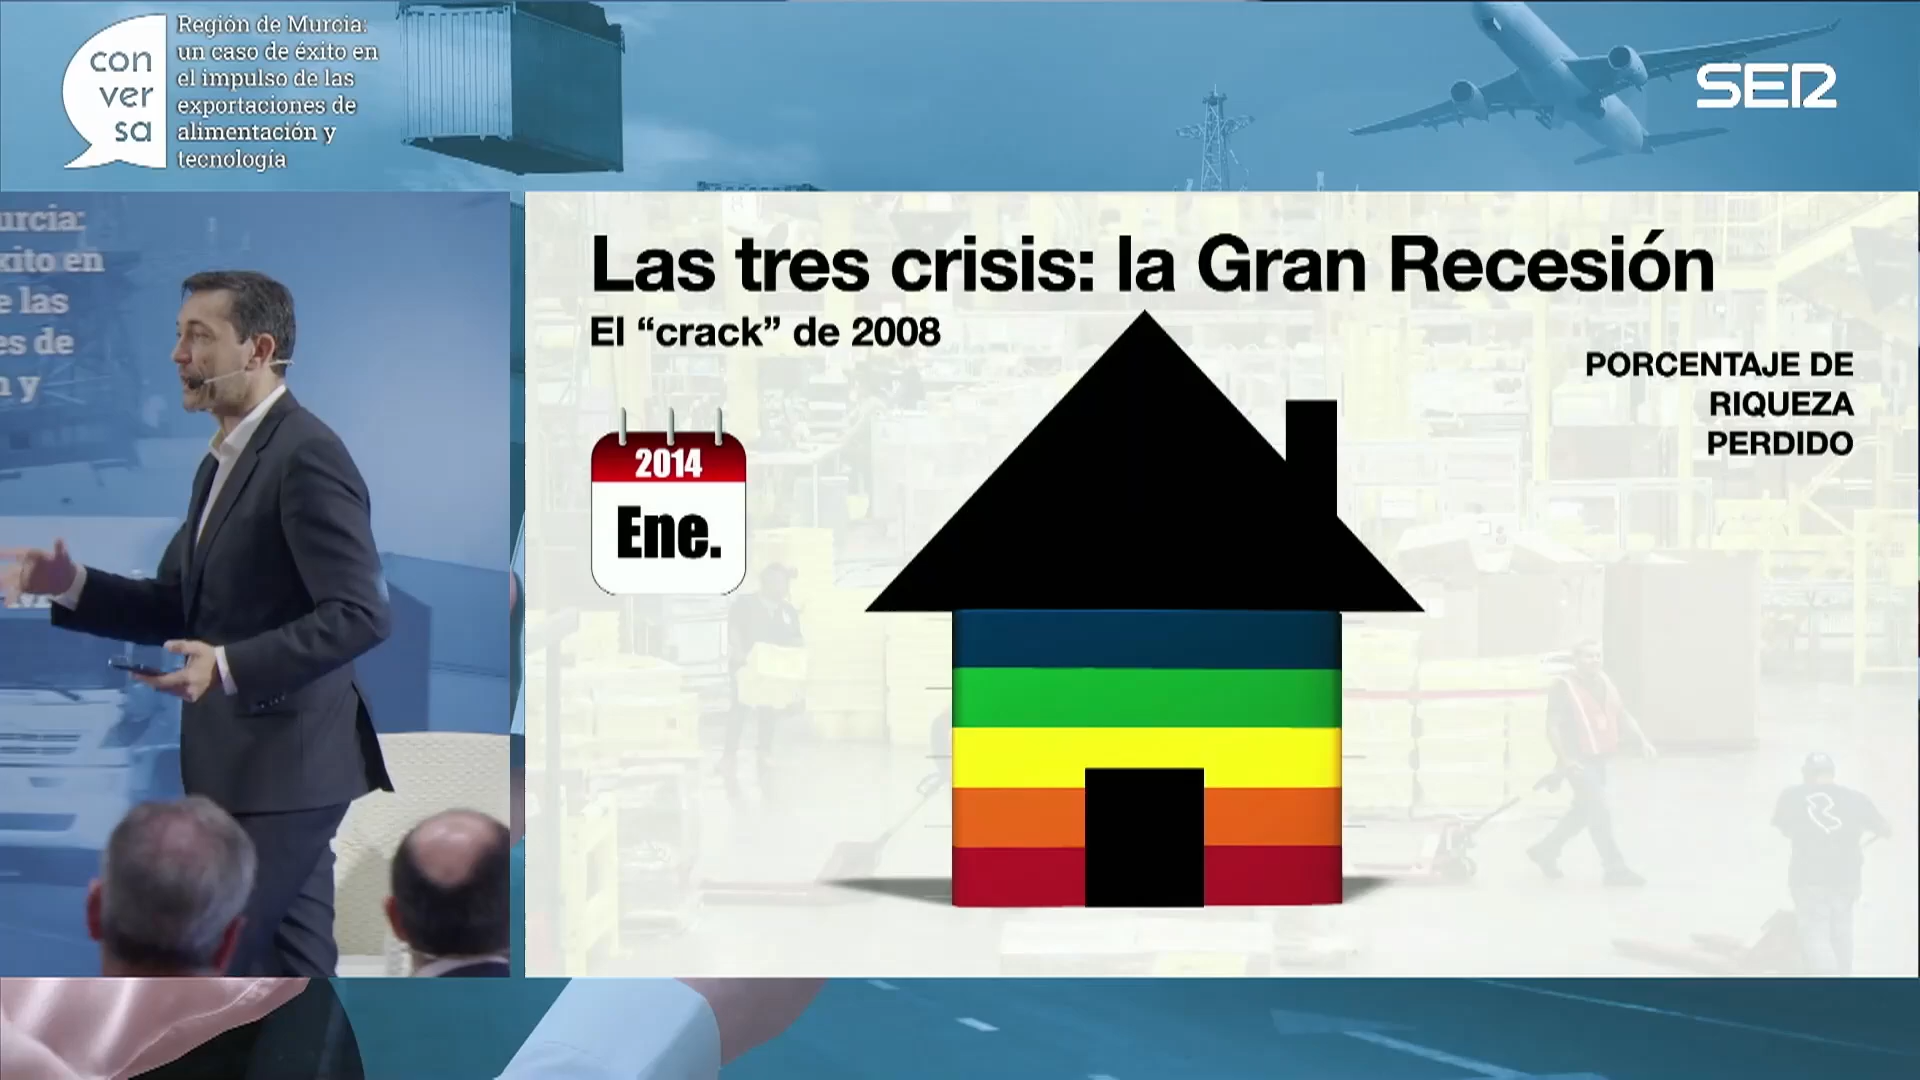 con
ver
sa
Región de Murcia:
un caso de éxito en
el impulso de las
exportaciones de
alimentación y
tecnología
SER
urcia:
xito en
e las
es de
n y
Las tres crisis: la Gran Recesión
El “crack” de 2008
PORCENTAJE DE
RIQUEZA
PERDIDO
2014
Ene.